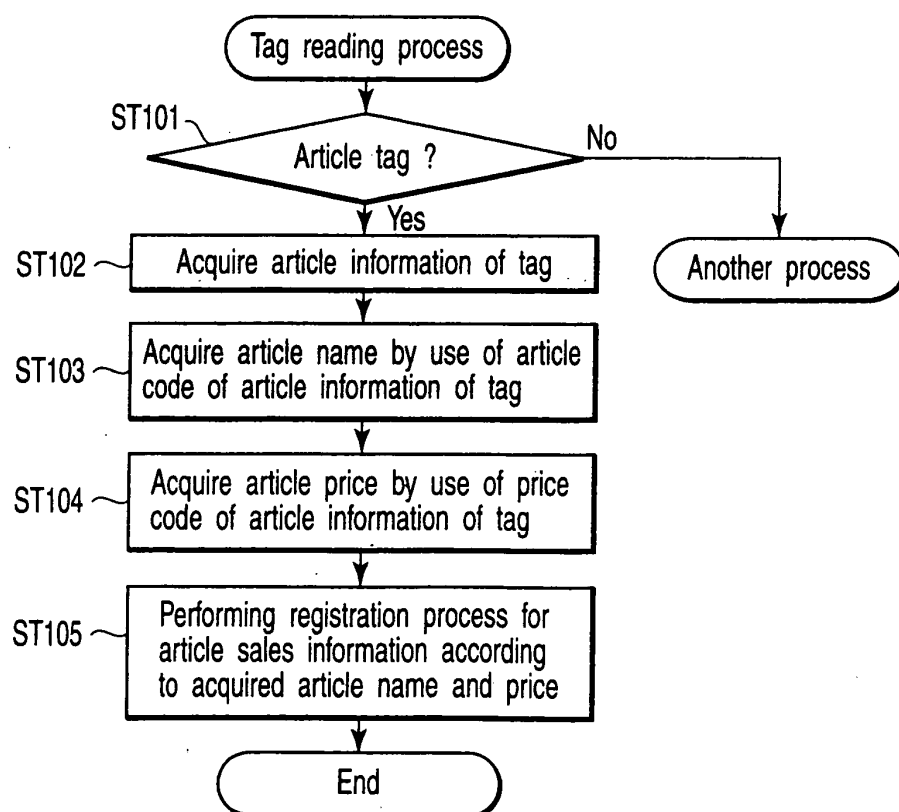 Tag reading process
ST101
Article tag ?
No
Yes
ST102
Acquire article information of tag
Another process
ST103
Acquire article name by use of article
code of article information of tag
ST104
Acquire article price by use of price
code of article information of tag
ST105
Performing registration process for
article sales information according
to acquired article name and price
End